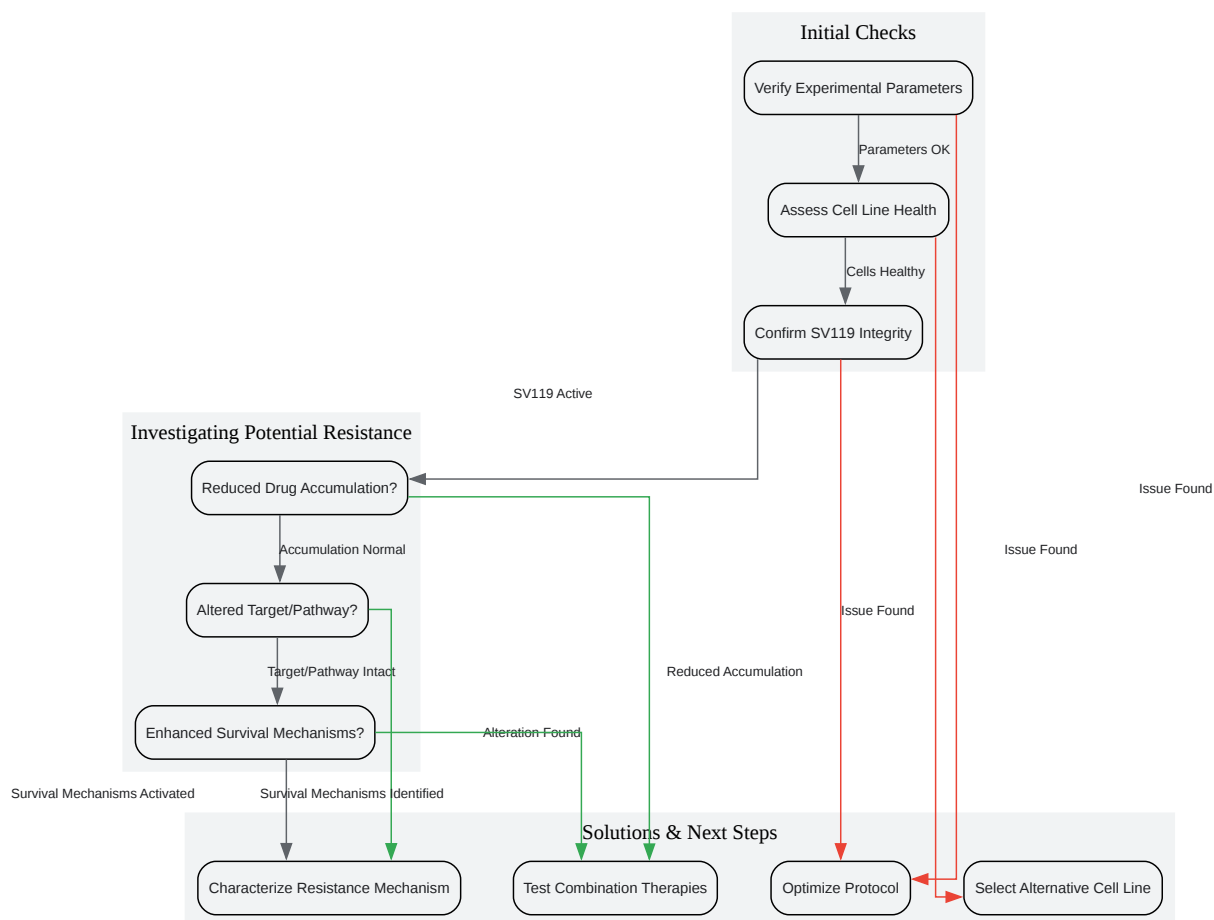 Initial Checks
Verify Experimental Parameters
Parameters OK
Assess Cell Line Health
Cells Healthy
Confirm SV119 Integrity
SV119 Active
Investigating Potential Resistance
Reduced Drug Accumulation?
Issue Found
Accumulation Normal
Issue Found
Altered Target/Pathway?
Issue Found
Target/Pathway Intact
Reduced Accumulation
Enhanced Survival Mechanisms?
Alteration Found
Survival Mechanisms Activated
Survival Mechanisms Identified
Solutions & Next Steps
Characterize Resistance Mechanism
Test Combination Therapies
Optimize Protocol
Select Alternative Cell Line